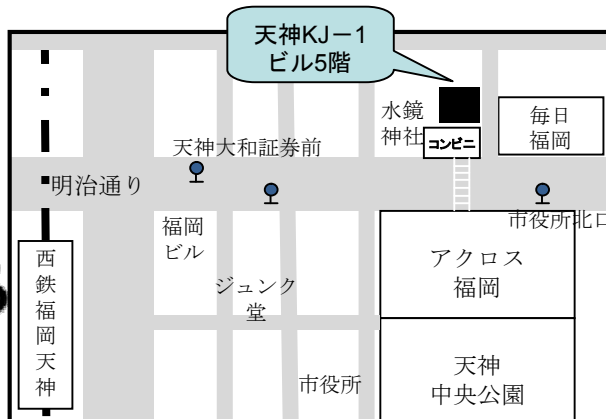 天神KJ－1
ビル5階
水鏡
神社
コンビニ
毎日
福岡
天神大和証券前
明治通り
福岡
ビル
市役所北口
アクロス
福岡
西鉄福岡天神
ジュンク
堂
市役所
天神
中央公園